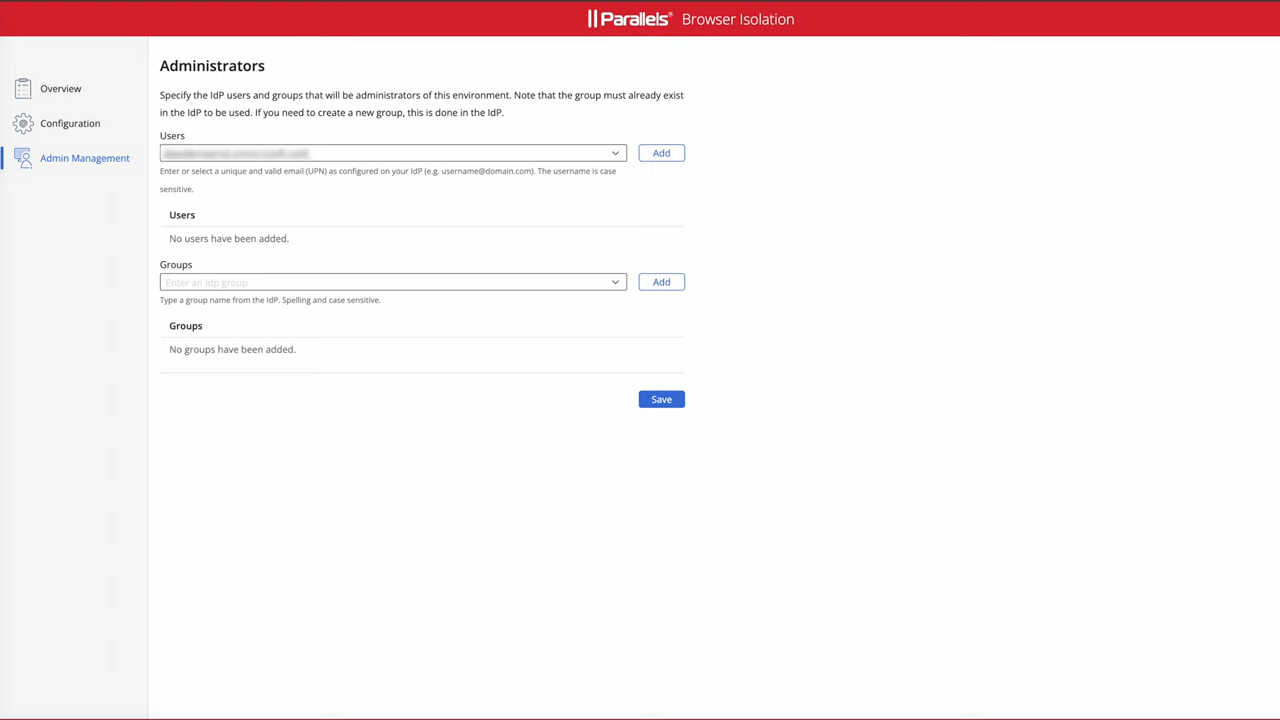 Parallels® Browser Isolation
Overview
Configuration
Admin Management
Administrators
Specify the IdP users and groups that will be administrators of this environment. Note that the group must already exist
in the IdP to be used. If you need to create a new group, this is done in the IdP.
Users
Add
Enter or select a unique and valid email (UPN) as configured on your IdP (e.g. username@domain.com). The username is case
sensitive.
Users
No users have been added.
Groups
Enter an Idp group
Add
Type a group name from the IdP. Spelling and case sensitive.
Groups
No groups have been added.
Save